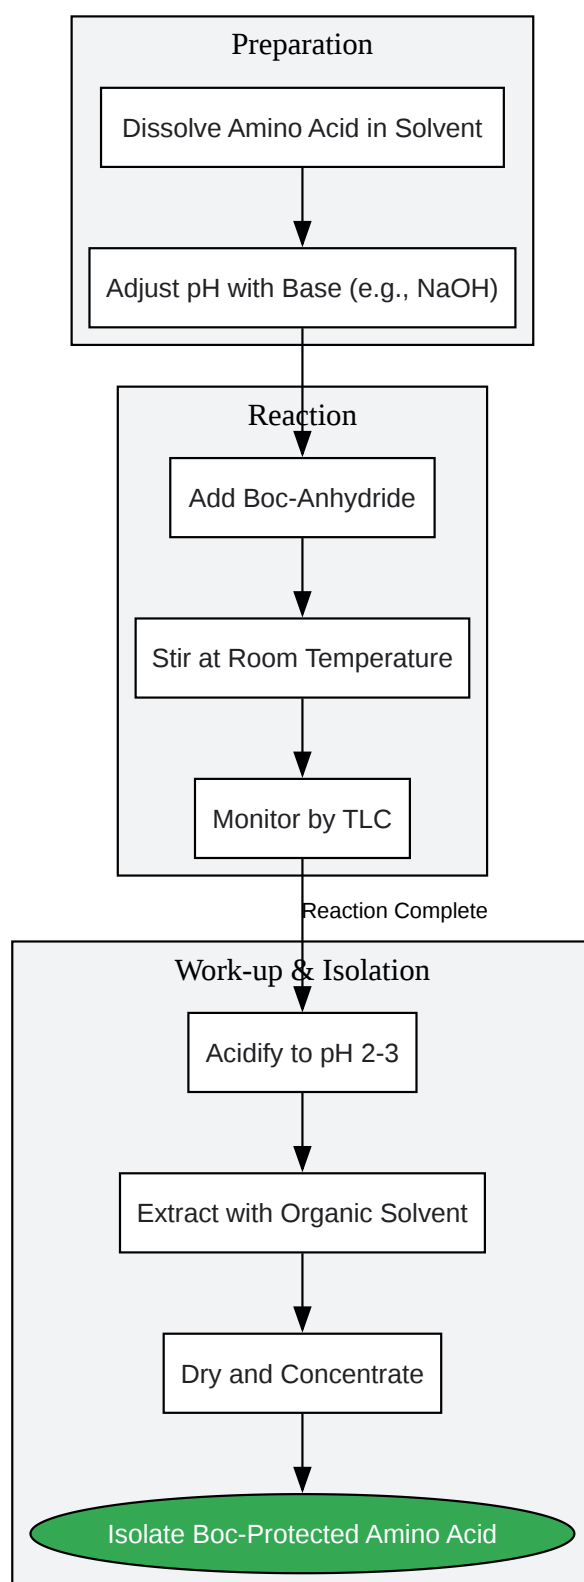 Preparation
Dissolve Amino Acid in Solvent
Adjust pH with Base (e.g., NaOH)
Reaction
Add Boc-Anhydride
Stir at Room Temperature
Monitor by TLC
Reaction Complete
Work-up & Isolation
Acidify to pH 2-3
Extract with Organic Solvent
Dry and Concentrate
Isolate Boc-Protected Amino Acid